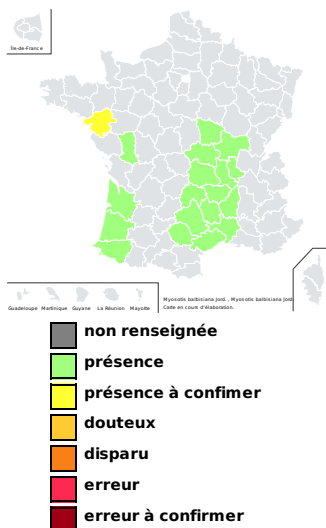 Île-de-France
Guadeloupe Martinique Guyane La Réunion Mayotte
Myosotis balbisiana Jord., , Myosotis balbisiana Jord
Carte en cours d'élaboration.
non renseignée
présence
présence à confimer
douteux
disparu
erreur
erreur à confirmer